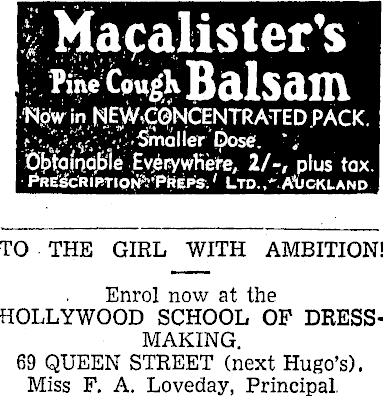 Macalister's
Pine Cough Balsam
Now in NEW CONCENTRATED PACK.
Smaller Dose.
Obtainable Everywhere, 2/-, plus tax.
PRESCRIPTION PREPS. LTD., AUCKLAND
TO THE GIRL WITH AMBITION!
Enrol now at the
HOLLYWOOD SCHOOL OF DRESS-
MAKING.
69 QUEEN STREET (next Hugo's).
Miss F. A. Loveday, Principal